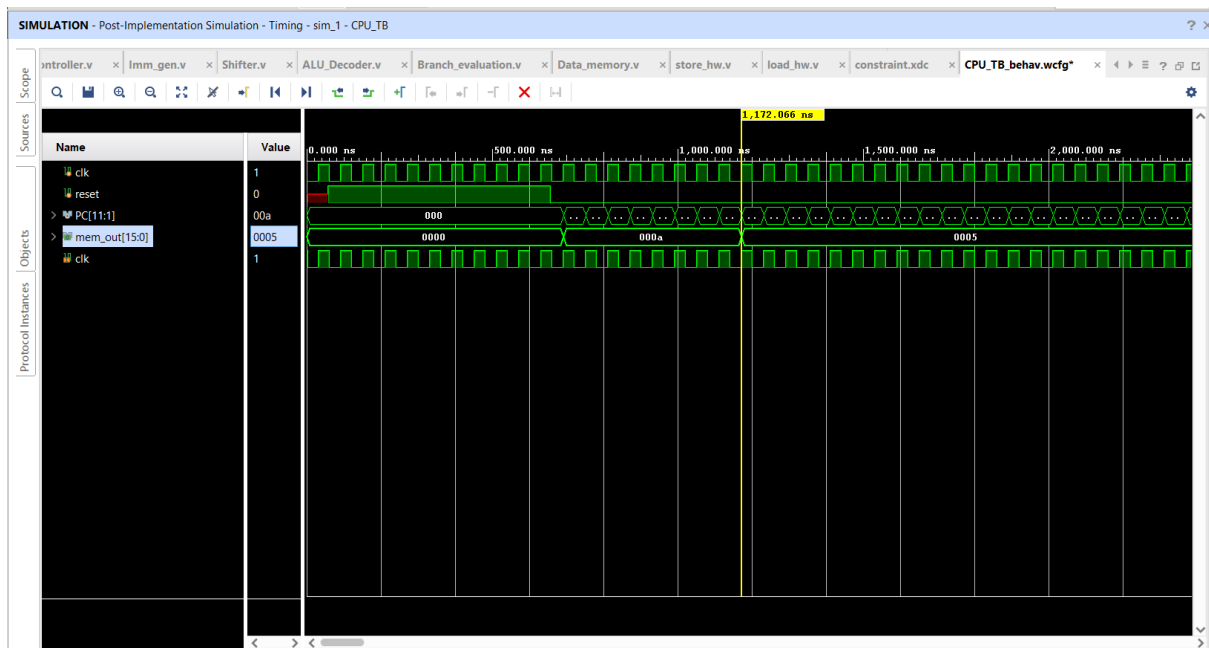 SIMULATION - Post-Implementation Simulation - Timing - sim_1 - CPU_TB
ontroller.v
Imm_gen.v
Shifter.v
ALU_Decoder.v
Branch_evaluation.v
Data_memory.v
store_hw.v
load_hw.v
constraint.xdc
CPU_TB_behav.wcfg*
Scope
Sources
Objects
Protocol Instances
1,172.066 ns
Name Value
0.000 ns 500.000 ns 1,000.000 ns 1,500.000 ns 2,000.000 ns
clk 1
reset 0
PC[11:1] 00a 000 .. .. .. .. .. .. .. .. .. .. .. .. .. .. .. .. .. .. .. .. .. .. .. .. .. .. .. ..
mem_out[15:0] 0005 0000 000a 0005
clk 1